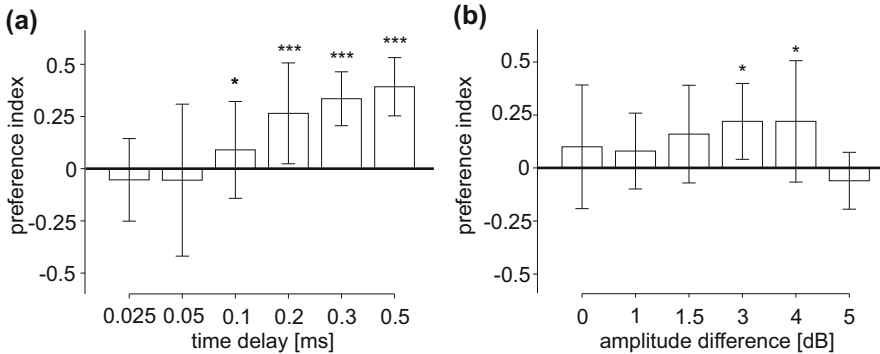 (a)
preference index
0.5
0.25
0
-0.25
-0.5
*
***
***
***
0.025 0.05 0.1 0.2 0.3 0.5
time delay [ms]
(b)
preference index
0.5
0.25
0
-0.25
-0.5
*
*
0 1 1.5 3 4 5
amplitude difference [dB]